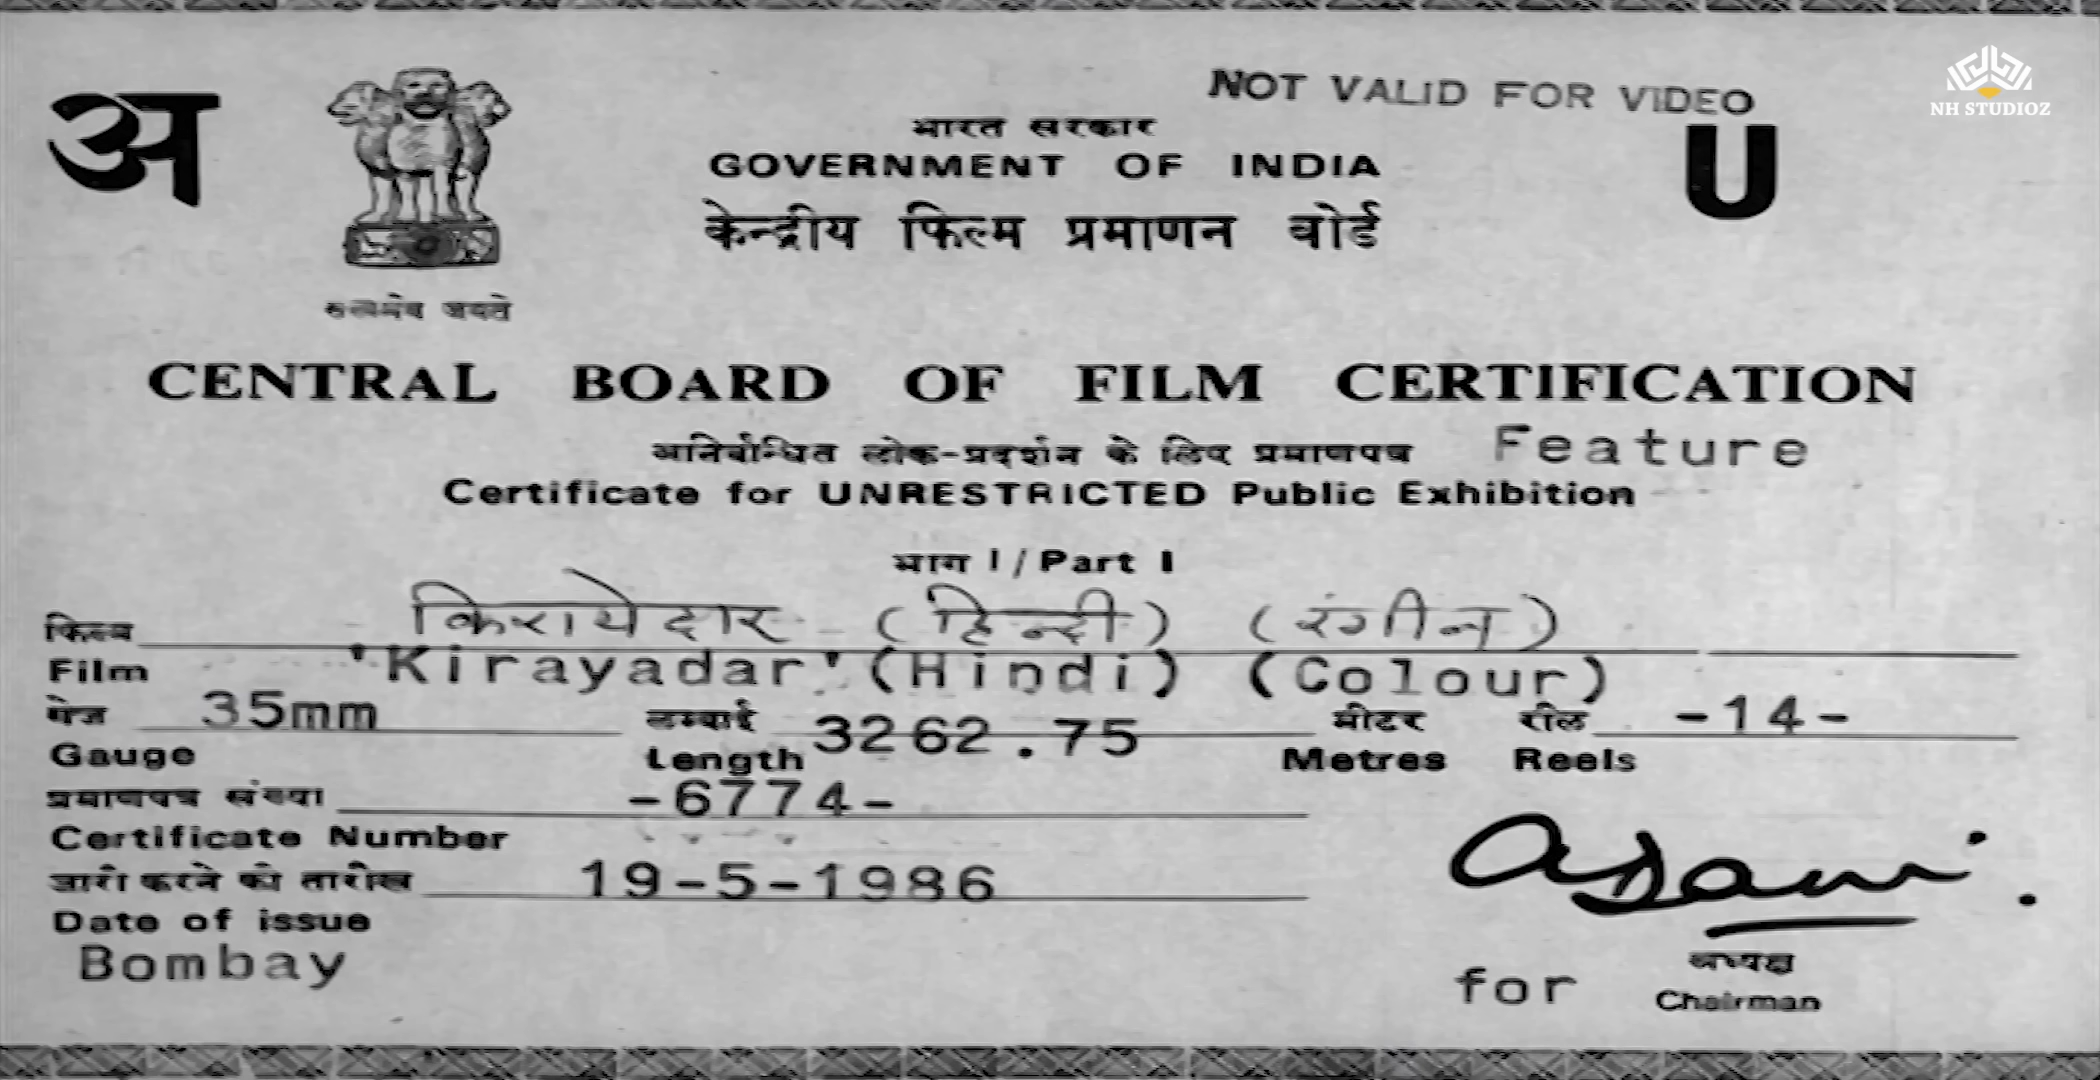 NOT VALID FOR VIDEO
NH STUDIOZ
अ
U
भारत सरकार
GOVERNMENT OF INDIA
केन्द्रीय फिल्म प्रमाणन बोर्ड
सत्यमेव जयते
CENTRAL BOARD OF FILM CERTIFICATION
अनिर्बन्धित लोक-प्रदर्शन के लिए प्रमाणपत्र Feature
Certificate for UNRESTRICTED Public Exhibition
भाग I / Part I
फिल्म किरायेदार (हिन्दी) (रंगीन)
Film 'Kirayadar' (Hindi) (Colour)
गेज 35mm लम्बाई 3262.75 मीटर रील -14-
Gauge Length Metres Reels
प्रमाणपत्र संख्या -6774-
Certificate Number
जारी करने की तारीख 19-5-1986
Date of issue
Bombay
अध्यक्ष
for Chairman